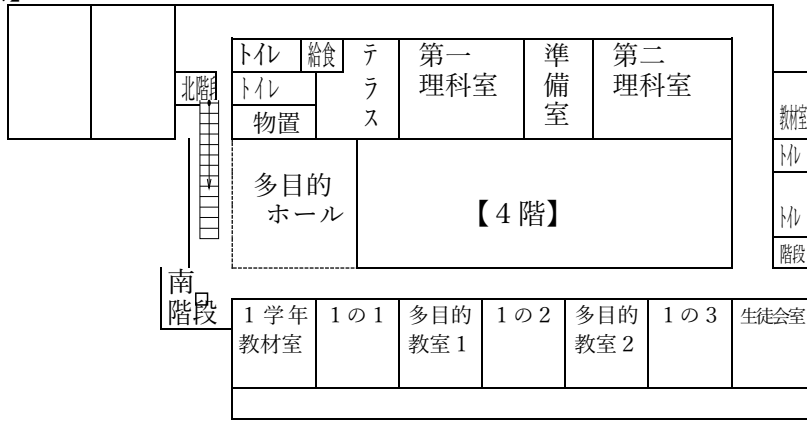 トイレ
給食
テラス
第一
理科室
準備室
第二
理科室
北階段
トイレ
物置
教材室
トイレ
トイレ
階段
多目的
ホール
【４階】
南
階段
１学年
教材室
１の１
多目的
教室１
１の２
多目的
教室２
１の３
生徒会室